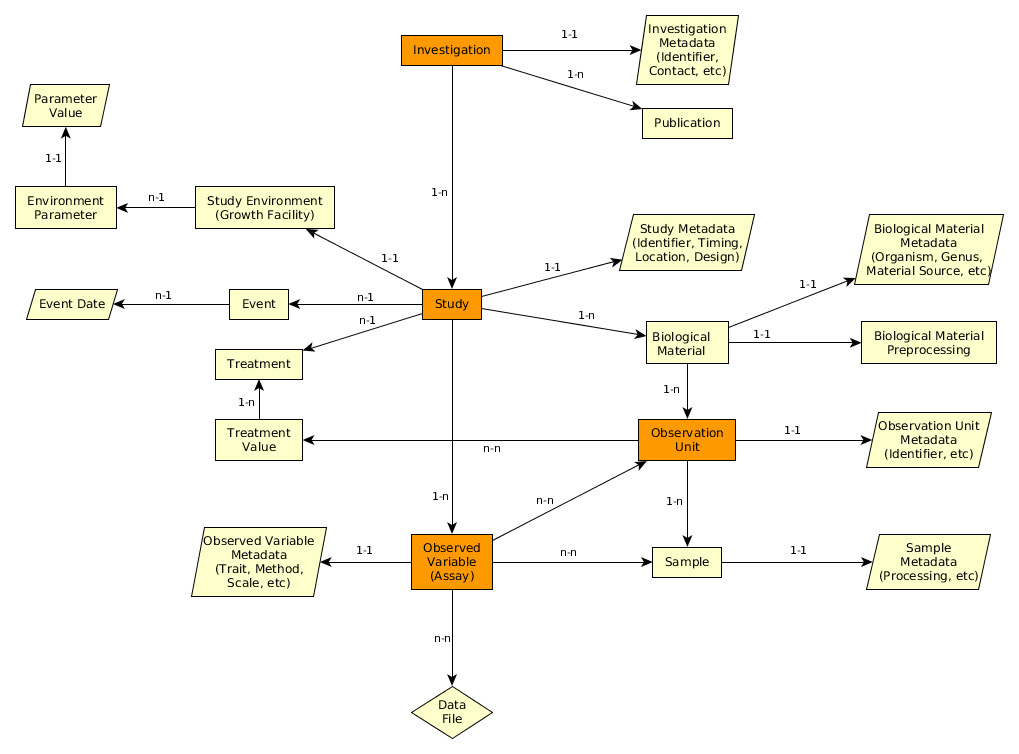 Investigation
1-1
Investigation
Metadata
(Identifier,
Contact, etc)
1-n
Publication
Parameter
Value
1-1
Environment
Parameter
n-1
Study Environment
(Growth Facility)
1-n
1-1
Study Metadata
(Identifier, Timing,
Location, Design)
1-1
Biological Material
Metadata
(Organism, Genus,
Material Source, etc)
1-1
Event Date
n-1
Event
n-1
Study
1-n
n-1
Biological
Material
1-1
Biological Material
Preprocessing
Treatment
1-n
1-n
Treatment
Value
n-n
Observation
Unit
1-1
Observation Unit
Metadata
(Identifier, etc)
1-n
n-n
1-n
Observed Variable
Metadata
(Trait, Method,
Scale, etc)
1-1
Observed
Variable
(Assay)
n-n
Sample
1-1
Sample
Metadata
(Processing, etc)
n-n
Data
File